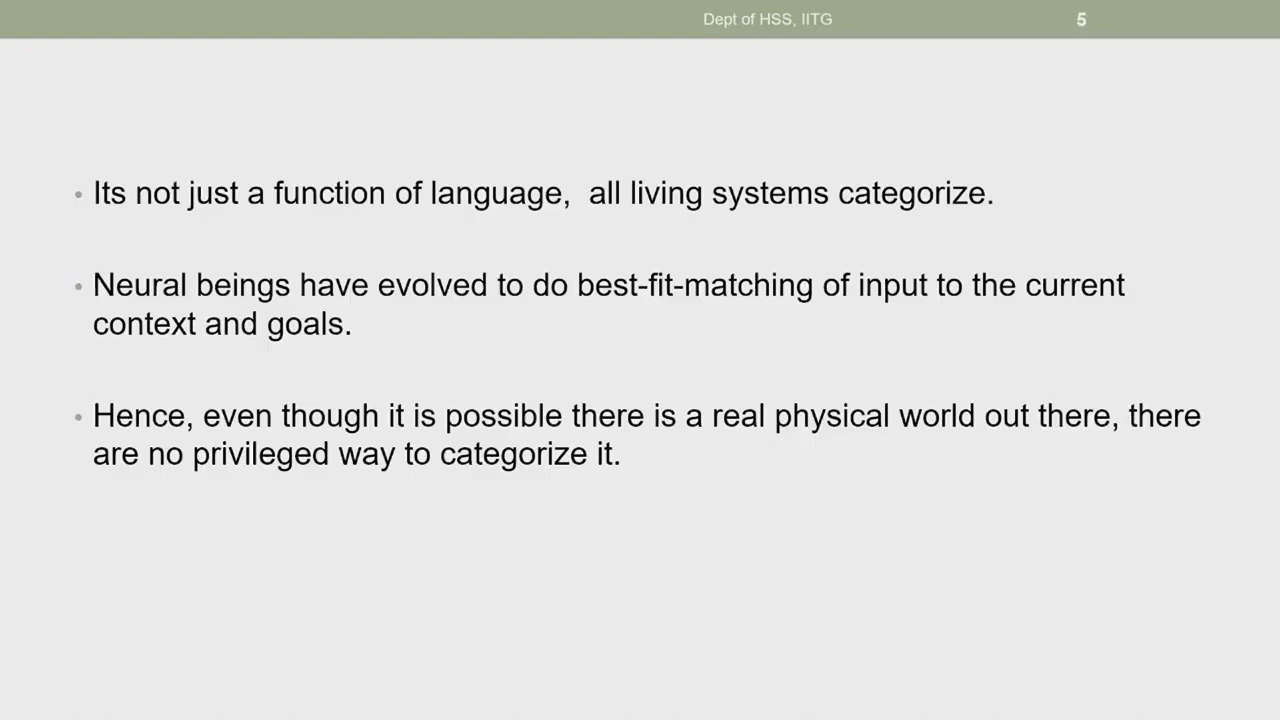 Dept of HSS, IITG 5
• Its not just a function of language,  all living systems categorize.
• Neural beings have evolved to do best-fit-matching of input to the current
context and goals.
• Hence, even though it is possible there is a real physical world out there, there
are no privileged way to categorize it.